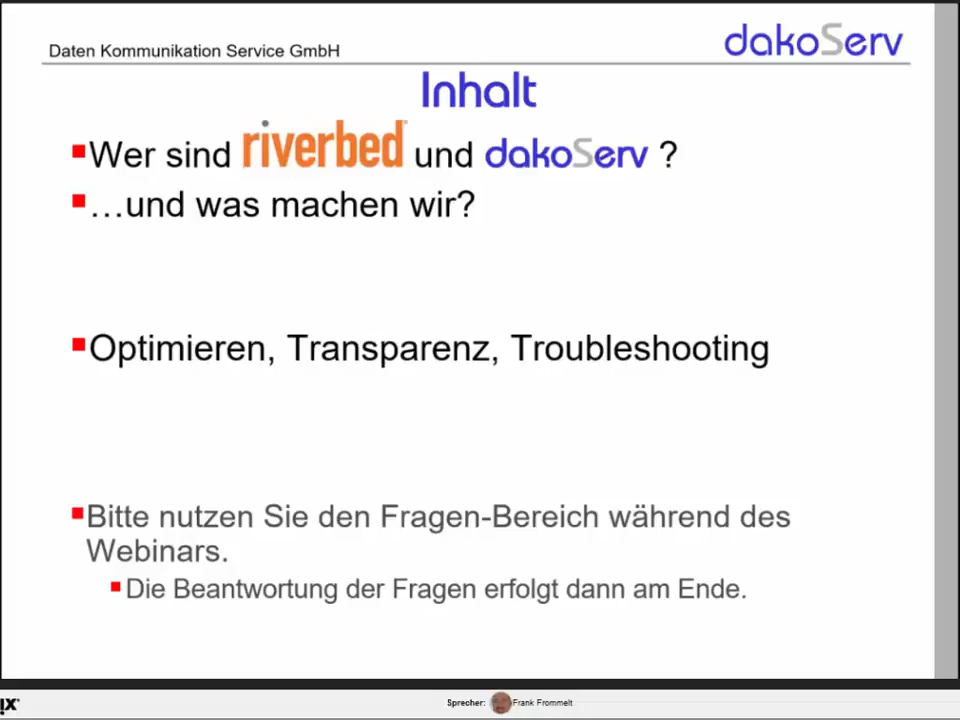 Daten Kommunikation Service GmbH
dakoServ
Inhalt
Wer sind riverbed und dakoServ ?
…und was machen wir?
Optimieren, Transparenz, Troubleshooting
Bitte nutzen Sie den Fragen-Bereich während des
Webinars.
Die Beantwortung der Fragen erfolgt dann am Ende.
Sprecher: Frank Frommelt